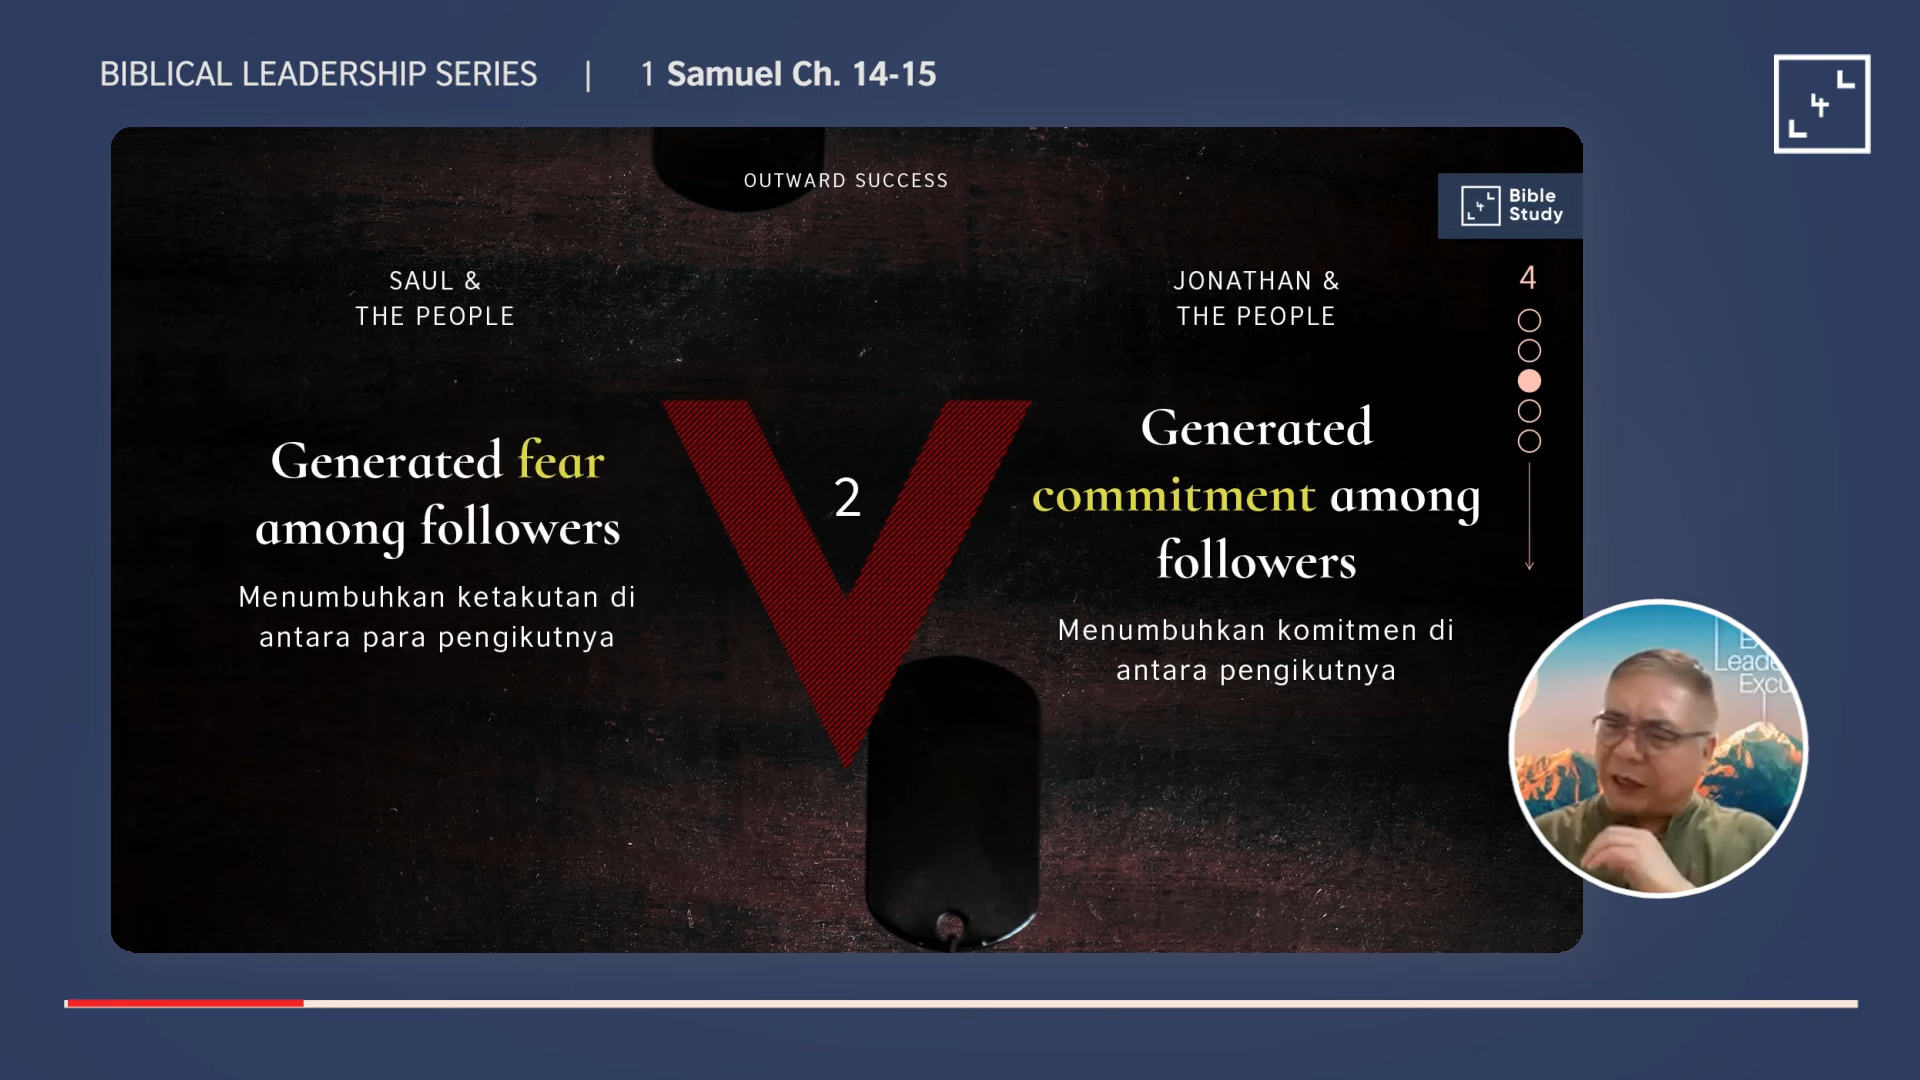 BIBLICAL LEADERSHIP SERIES | 1 Samuel Ch. 14-15
OUTWARD SUCCESS
Bible
Study
SAUL &
THE PEOPLE
JONATHAN &
THE PEOPLE
4
Generated fear
among followers
Menumbuhkan ketakutan di
antara para pengikutnya
2
Generated
commitment among
followers
Menumbuhkan komitmen di
antara pengikutnya